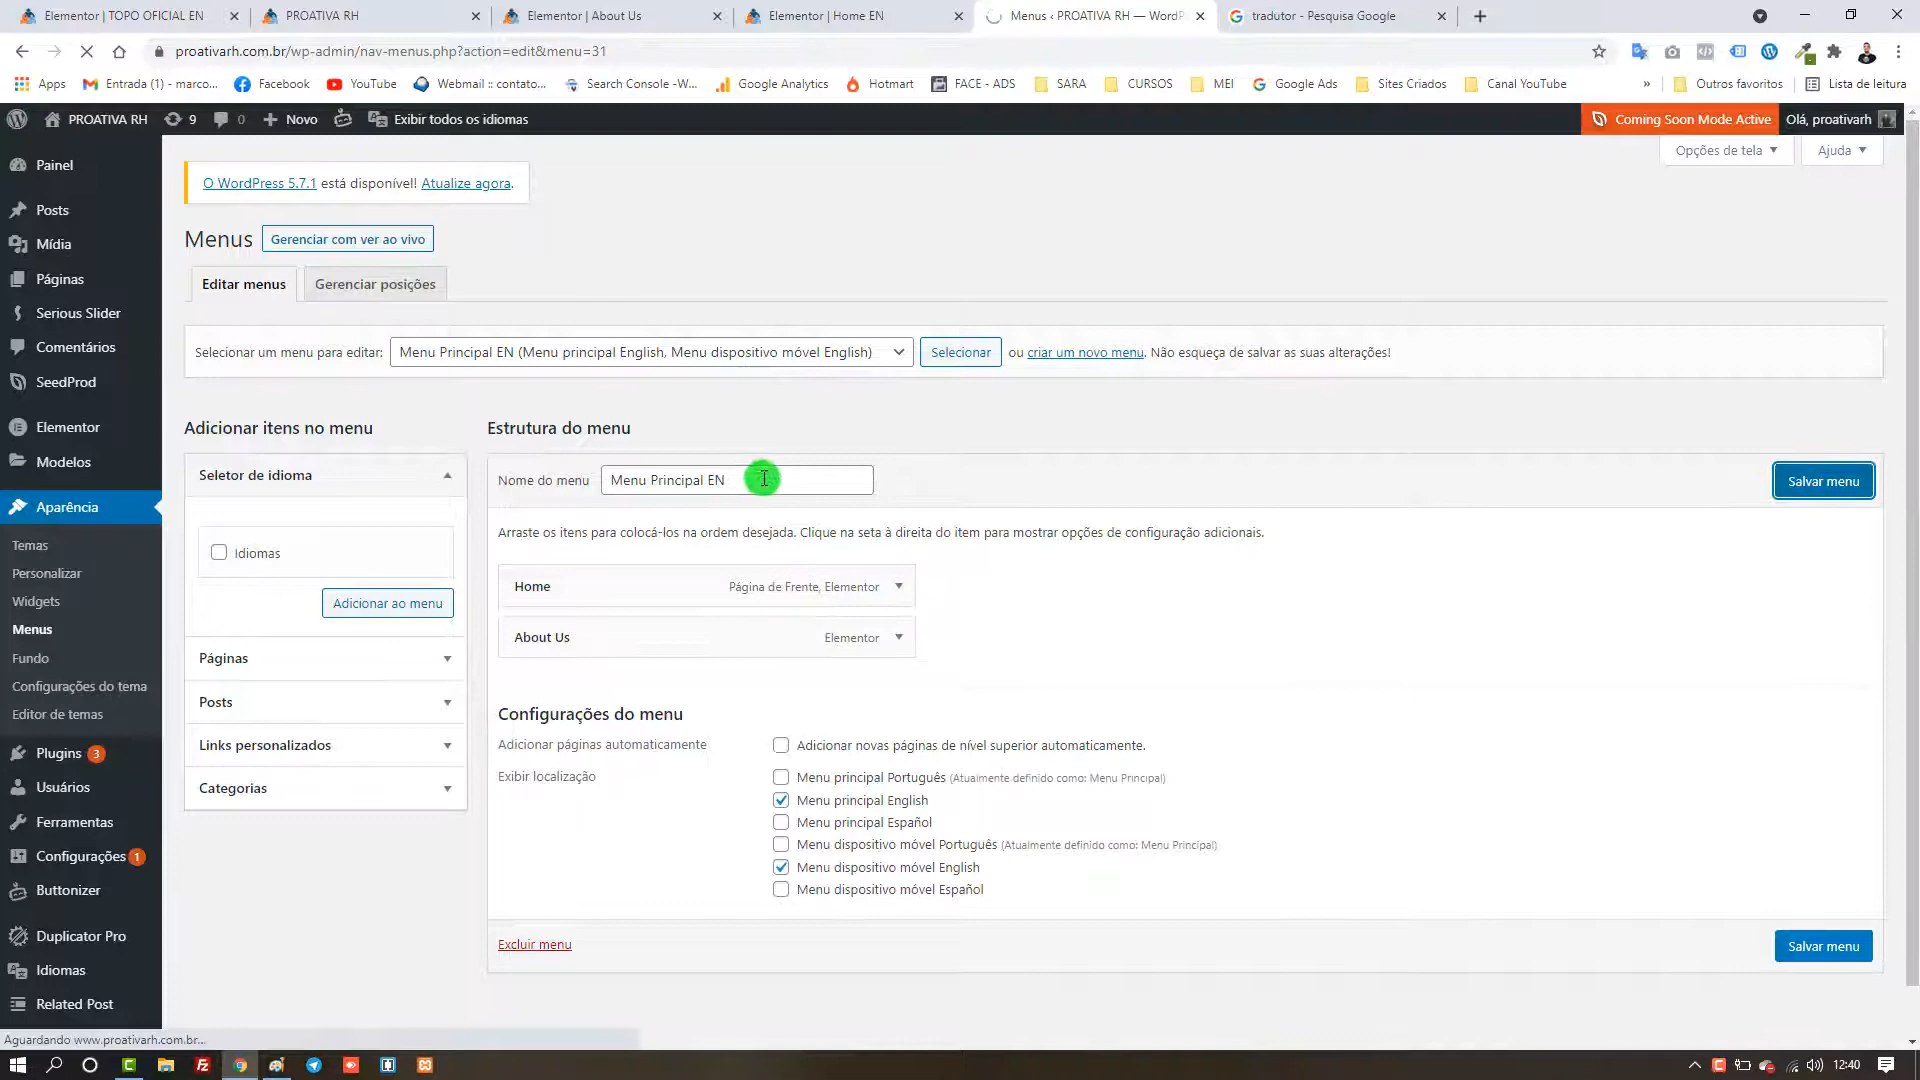 Elementor | TOPO OFICIAL EN
PROATIVA RH
Elementor | About Us
Elementor | Home EN
Menus ‹ PROATIVA RH — WordP
tradutor - Pesquisa Google
proativarh.com.br/wp-admin/nav-menus.php?action=edit&menu=31
Apps
Entrada (1) - marco...
Facebook
YouTube
Webmail :: contato...
Search Console -W...
Google Analytics
Hotmart
FACE - ADS
SARA
CURSOS
MEI
Google Ads
Sites Criados
Canal YouTube
»
Outros favoritos
Lista de leitura
PROATIVA RH
9
0
Novo
Exibir todos os idiomas
Coming Soon Mode Active
Olá, proativarh
Painel
Posts
Mídia
Páginas
Serious Slider
Comentários
SeedProd
Elementor
Modelos
Aparência
Temas
Personalizar
Widgets
Menus
Fundo
Configurações do tema
Editor de temas
Plugins 3
Usuários
Ferramentas
Configurações 1
Buttonizer
Duplicator Pro
Idiomas
Related Post
Opções de tela
Ajuda
O WordPress 5.7.1 está disponível! Atualize agora.
Menus
Gerenciar com ver ao vivo
Editar menus
Gerenciar posições
Selecionar um menu para editar:
Menu Principal EN (Menu principal English, Menu dispositivo móvel English)
Selecionar
ou criar um novo menu. Não esqueça de salvar as suas alterações!
Adicionar itens no menu
Seletor de idioma
Idiomas
Adicionar ao menu
Páginas
Posts
Links personalizados
Categorias
Estrutura do menu
Nome do menu
Menu Principal EN
Salvar menu
Arraste os itens para colocá-los na ordem desejada. Clique na seta à direita do item para mostrar opções de configuração adicionais.
Home
Página de Frente, Elementor
About Us
Elementor
Configurações do menu
Adicionar páginas automaticamente
Adicionar novas páginas de nível superior automaticamente.
Exibir localização
Menu principal Português (Atualmente definido como: Menu Principal)
Menu principal English
Menu principal Español
Menu dispositivo móvel Português (Atualmente definido como: Menu Principal)
Menu dispositivo móvel English
Menu dispositivo móvel Español
Excluir menu
Salvar menu
Aguardando www.proativarh.com.br...
12:40